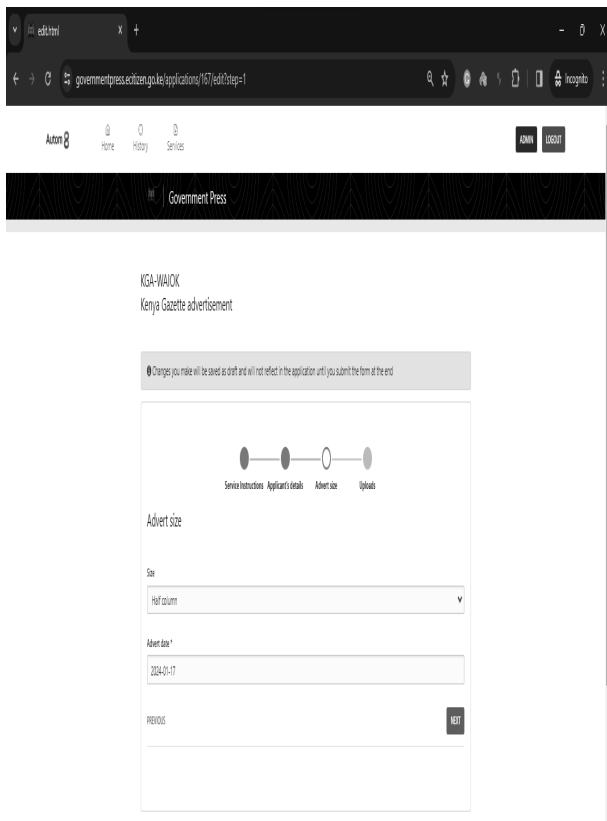 edit.html
governmentpress.ecitizen.go.ke/applications/167/edit?step=1
Incognito
Autom8
Home History Services
ADMIN LOGOUT
Government Press
KGA-WAIOK
Kenya Gazette advertisement
Changes you make will be saved as draft and will not reflect in the application until you submit the form at the end
Service Instructions Applicant's details Advert size Uploads
Advert size
Size
Half column
Advert date *
2024-01-17
PREVIOUS NEXT